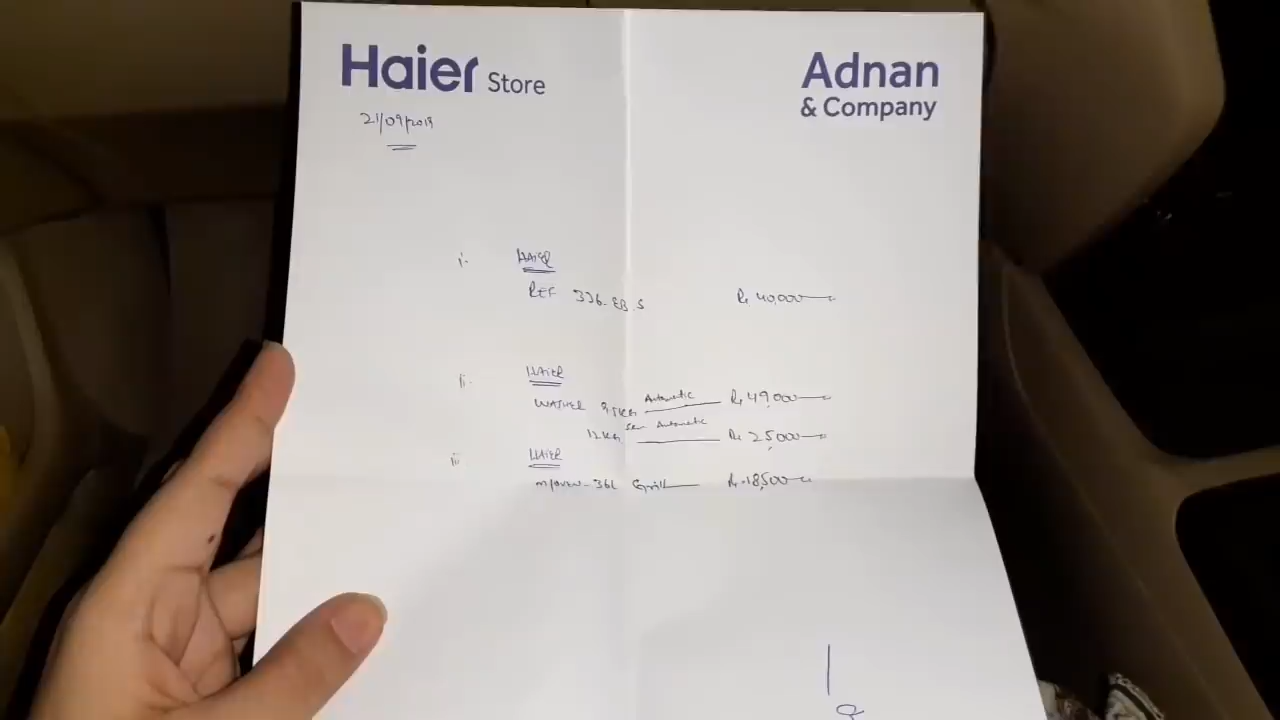 Haier Store
Adnan
& Company
21/09/2019
i-
HAIER
REF 336-EB.S Rs 40,000
ii-
HAIER
WASHER 9.5KG Automatic Rs 49,000
12KG Semi Automatic Rs 25,000
iii
HAIER
m/oven-36L Grill Rs.18,500